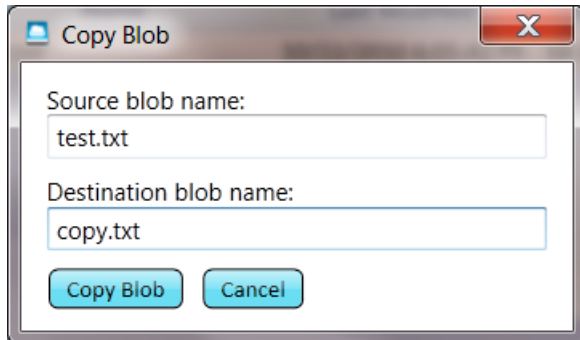 Copy Blob
Source blob name:
test.txt
Destination blob name:
copy.txt
Copy Blob Cancel